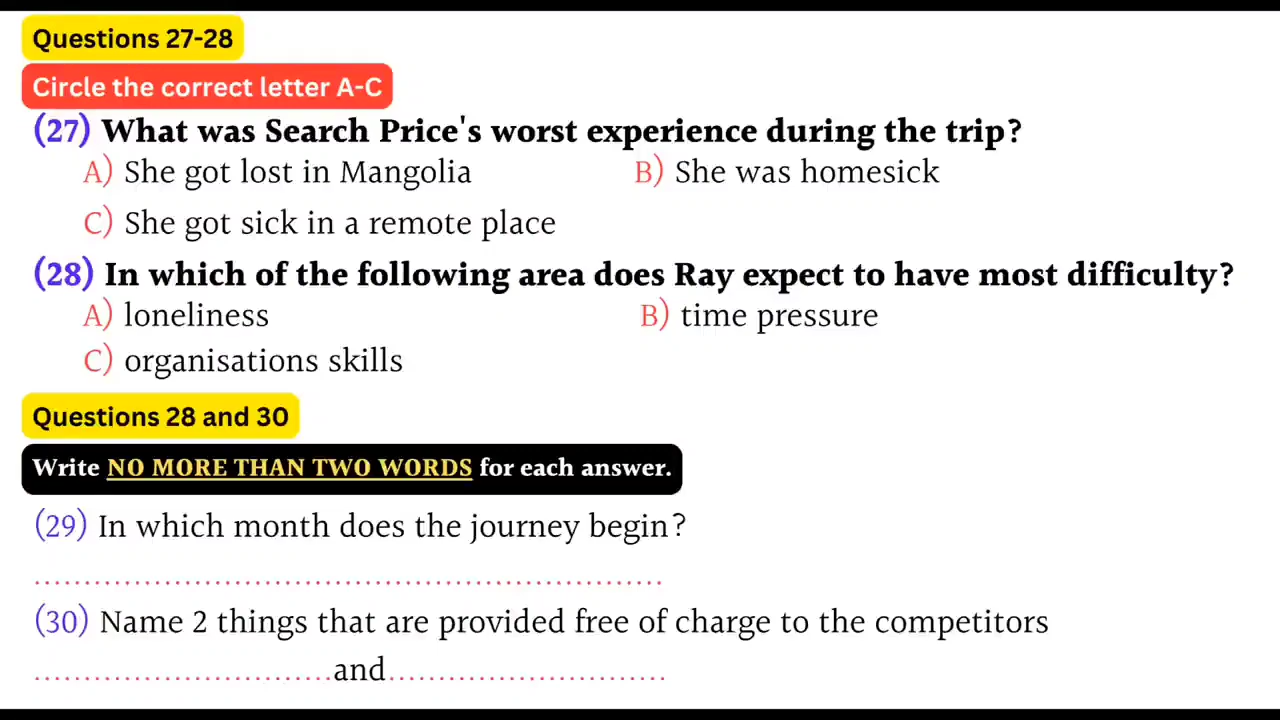 Questions 27-28
Circle the correct letter A-C
(27) What was Search Price's worst experience during the trip?
A) She got lost in Mangolia B) She was homesick
C) She got sick in a remote place
(28) In which of the following area does Ray expect to have most difficulty?
A) loneliness B) time pressure
C) organisations skills
Questions 28 and 30
Write NO MORE THAN TWO WORDS for each answer.
(29) In which month does the journey begin?
...............................................................
(30) Name 2 things that are provided free of charge to the competitors
..............................and............................